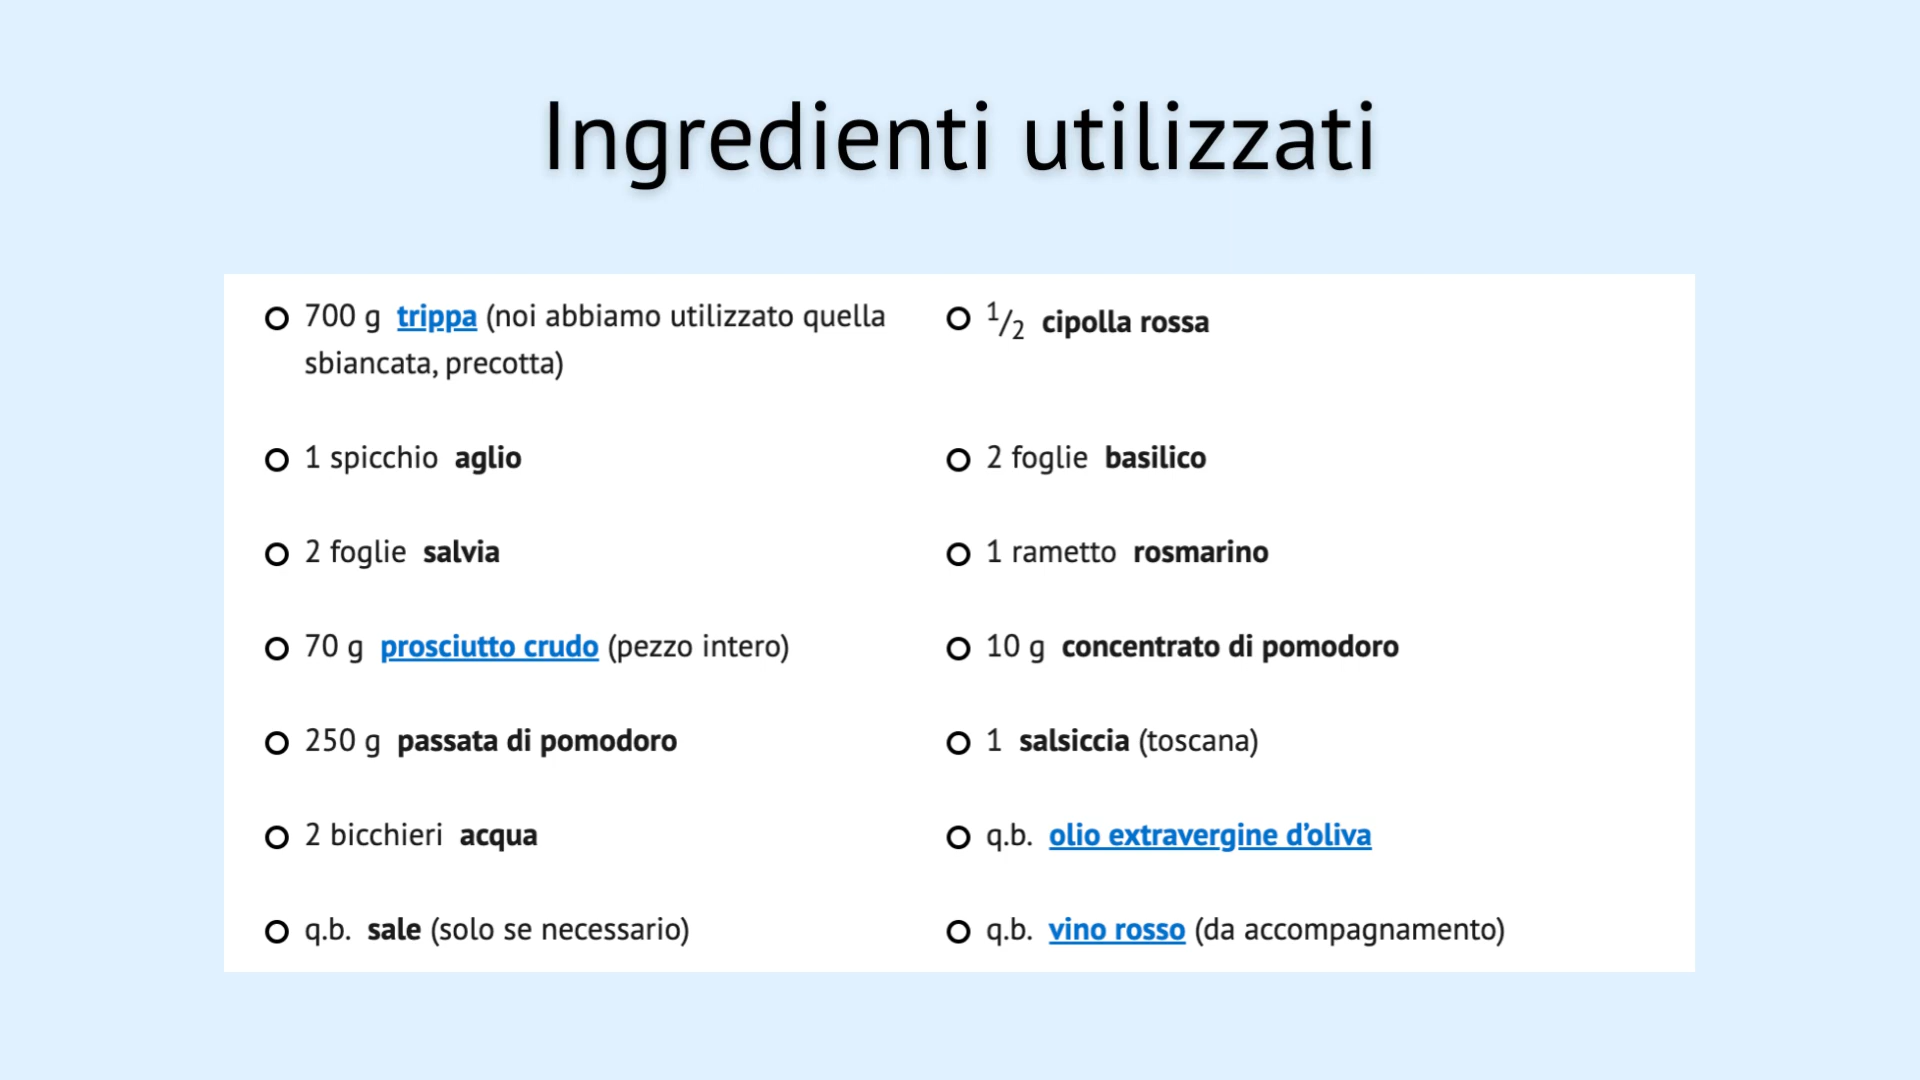 Ingredienti utilizzati
700 g trippa (noi abbiamo utilizzato quella
sbiancata, precotta)
1/2 cipolla rossa
1 spicchio aglio
2 foglie basilico
2 foglie salvia
1 rametto rosmarino
70 g prosciutto crudo (pezzo intero)
10 g concentrato di pomodoro
250 g passata di pomodoro
1 salsiccia (toscana)
2 bicchieri acqua
q.b. olio extravergine d’oliva
q.b. sale (solo se necessario)
q.b. vino rosso (da accompagnamento)